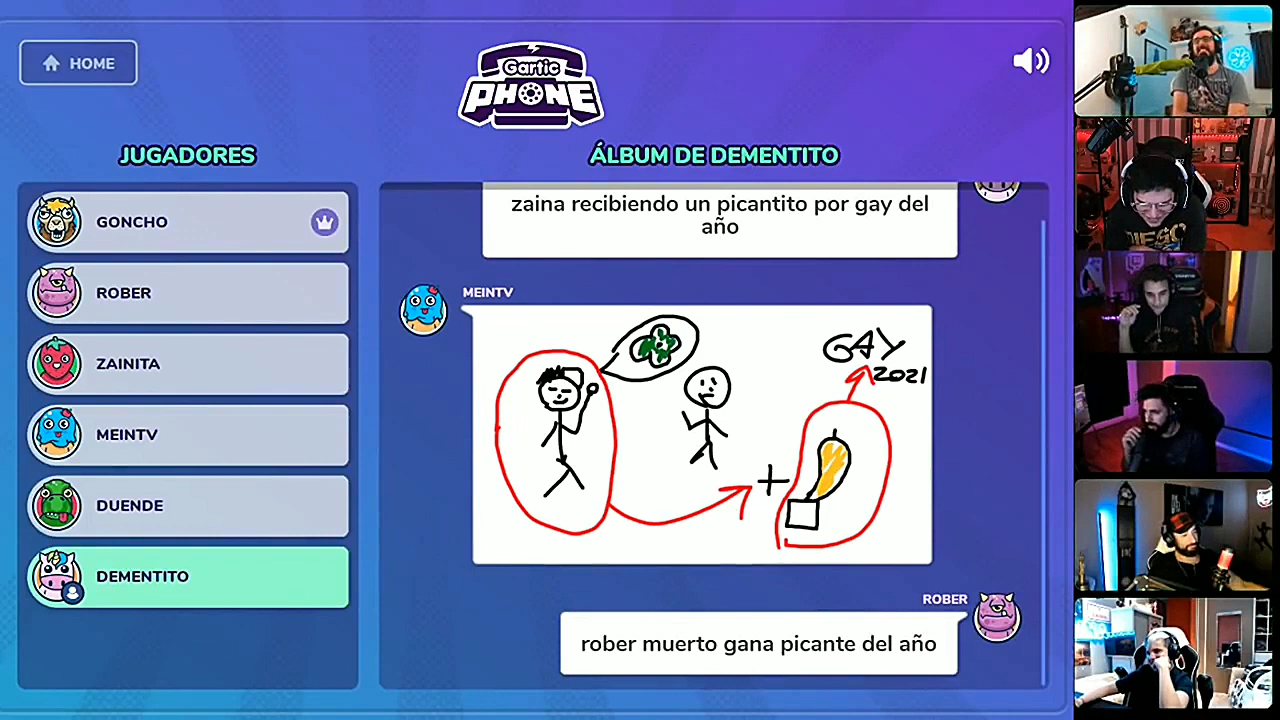 HOME
Gartic
PHONE
JUGADORES
ÁLBUM DE DEMENTITO
GONCHO
ROBER
ZAINITA
MEINTV
DUENDE
DEMENTITO
zaina recibiendo un picantito por gay del
año
MEINTV
GAY
2021
+
ROBER
rober muerto gana picante del año